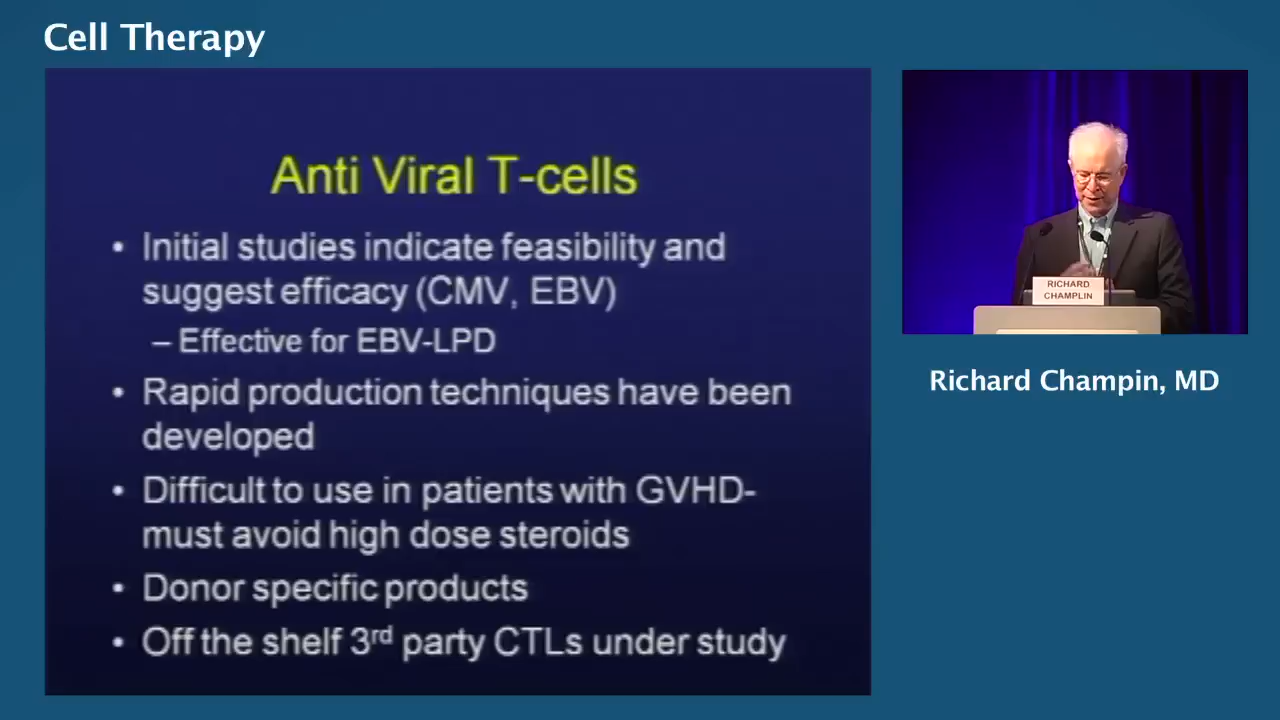 Cell Therapy
Anti Viral T-cells
• Initial studies indicate feasibility and
suggest efficacy (CMV, EBV)
– Effective for EBV-LPD
• Rapid production techniques have been
developed
• Difficult to use in patients with GVHD-
must avoid high dose steroids
• Donor specific products
• Off the shelf 3rd party CTLs under study
RICHARD
CHAMPLIN
Richard Champin, MD